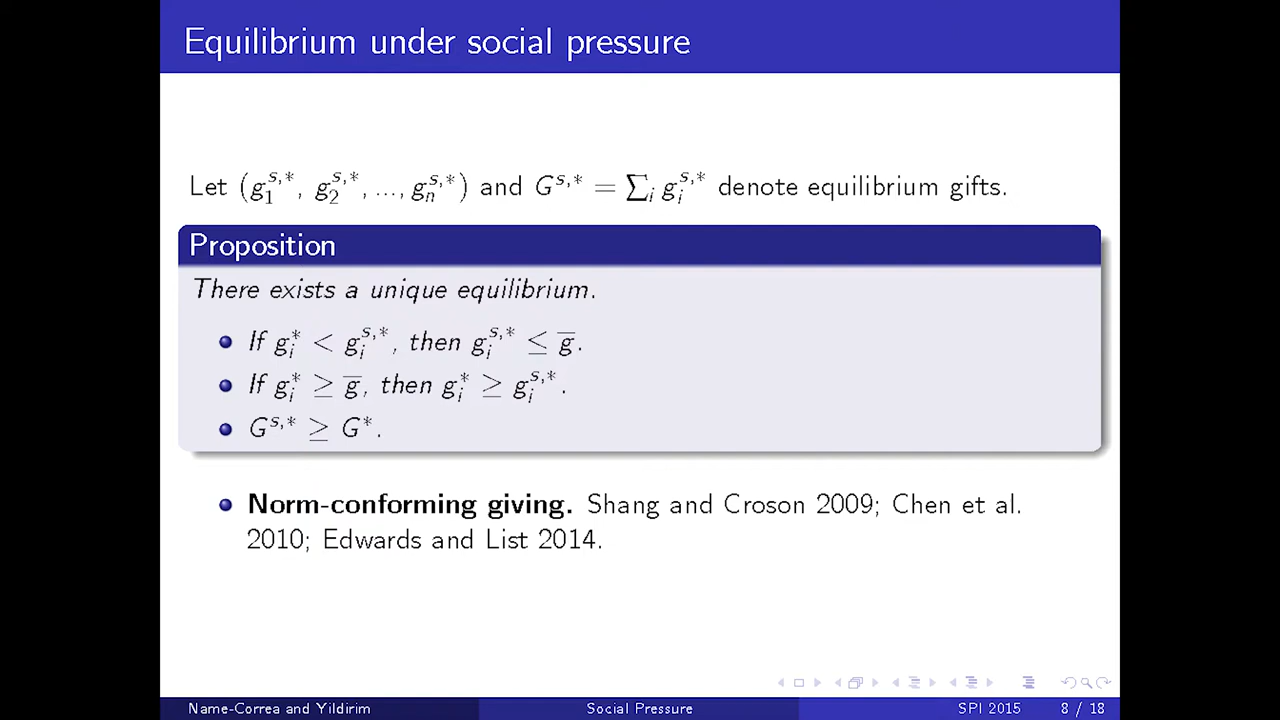 Equilibrium under social pressure
Let (g₁^{s,*}, g₂^{s,*}, ..., gₙ^{s,*}) and G^{s,*} = ∑ᵢ gᵢ^{s,*} denote equilibrium gifts.
Proposition
There exists a unique equilibrium.
If gᵢ^* < gᵢ^{s,*}, then gᵢ^{s,*} ≤ g̅.
If gᵢ^* ≥ g̅, then gᵢ^* ≥ gᵢ^{s,*}.
G^{s,*} ≥ G^*.
Norm-conforming giving. Shang and Croson 2009; Chen et al.
2010; Edwards and List 2014.
Name-Correa and Yildirim Social Pressure SPI 2015 8 / 18